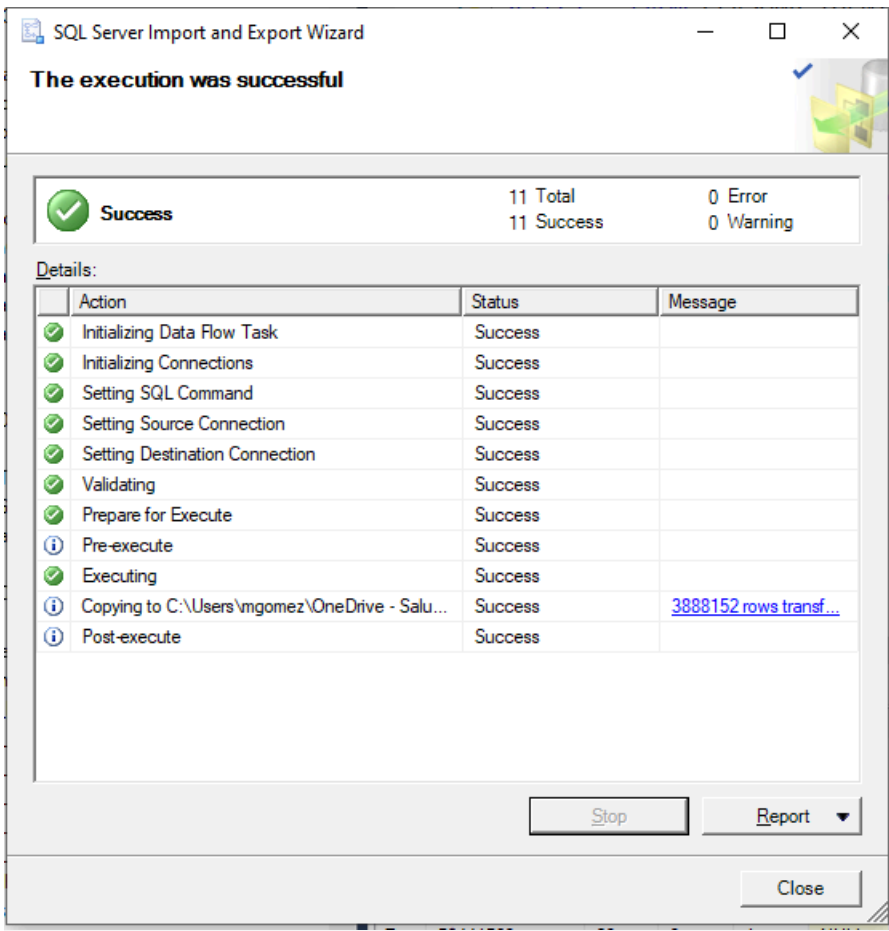 SQL Server Import and Export Wizard
The execution was successful
Success
11 Total 0 Error
11 Success 0 Warning
Details:
Action Status Message
Initializing Data Flow Task Success
Initializing Connections Success
Setting SQL Command Success
Setting Source Connection Success
Setting Destination Connection Success
Validating Success
Prepare for Execute Success
Pre-execute Success
Executing Success
Copying to C:\Users\mgomez\OneDrive - Salu... Success 3888152 rows transf...
Post-execute Success
Stop Report
Close